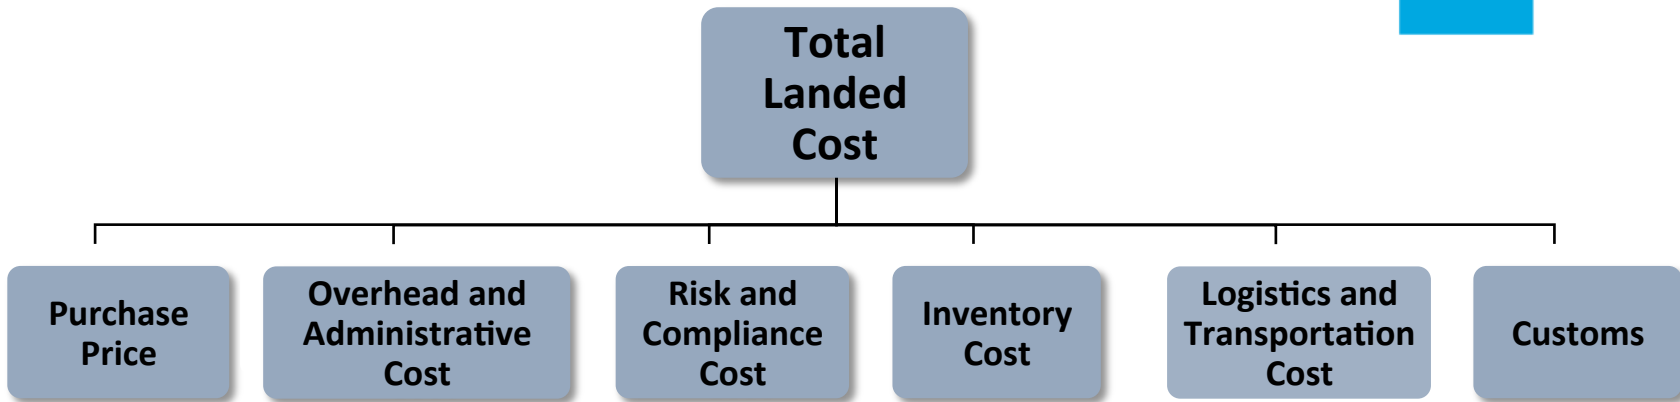 Total
Landed
Cost
Purchase
Price
Overhead and
Administrative
Cost
Risk and
Compliance
Cost
Inventory
Cost
Logistics and
Transportation
Cost
Customs